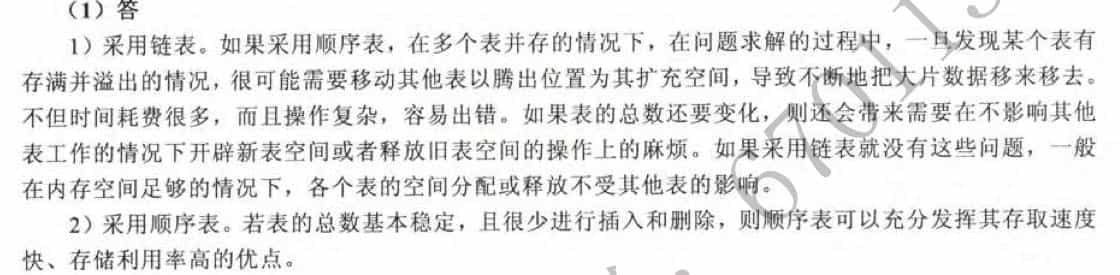 （1）答
1）采用链表。如果采用顺序表，在多个表并存的情况下，在问题求解的过程中，一旦发现某个表有
存满并溢出的情况，很可能需要移动其他表以腾出位置为其扩充空间，导致不断地把大片数据移来移去。
不但时间耗费很多，而且操作复杂，容易出错。如果表的总数还要变化，则还会带来需要在不影响其他
表工作的情况下开辟新表空间或者释放旧表空间的操作上的麻烦。如果采用链表就没有这些问题，一般
在内存空间足够的情况下，各个表的空间分配或释放不受其他表的影响。
2）采用顺序表。若表的总数基本稳定，且很少进行插入和删除，则顺序表可以充分发挥其存取速度
快、存储利用率高的优点。